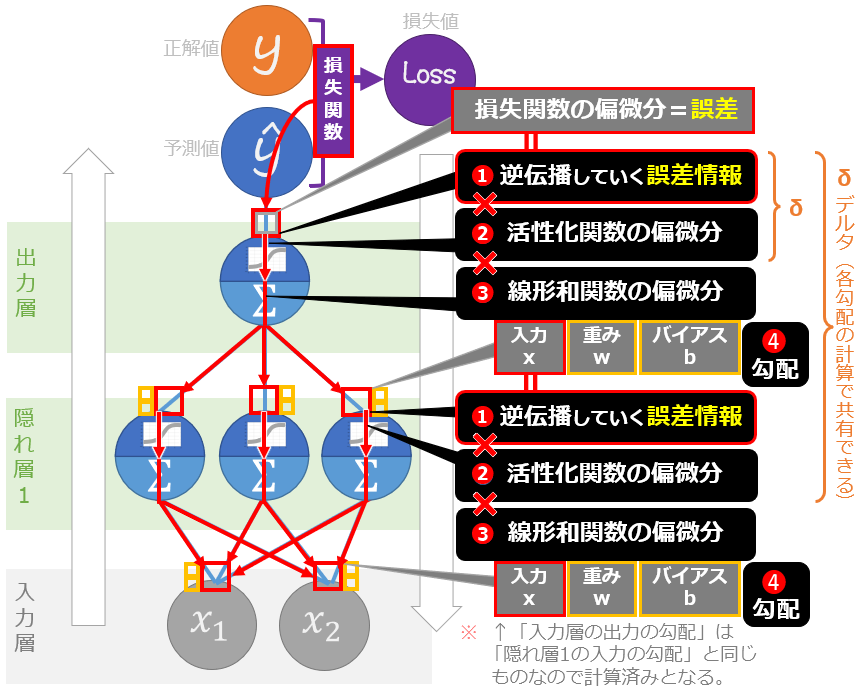 正解値
y
損失値
Loss
損失関数
予測値
ŷ
損失関数の偏微分＝誤差
❶ 逆伝播していく誤差情報
❷ 活性化関数の偏微分
❸ 線形和関数の偏微分
δ
δ デルタ（各勾配の計算で共有できる）
入力
x
重み
w
バイアス
b
❹
勾配
出力層
Σ
❶ 逆伝播していく誤差情報
❷ 活性化関数の偏微分
❸ 線形和関数の偏微分
隠れ層1
Σ
Σ
Σ
入力
x
重み
w
バイアス
b
❹
勾配
入力層
x₁
x₂
※ ↑「入力層の出力の勾配」は
「隠れ層1の入力の勾配」と同じ
ものなので計算済みとなる。